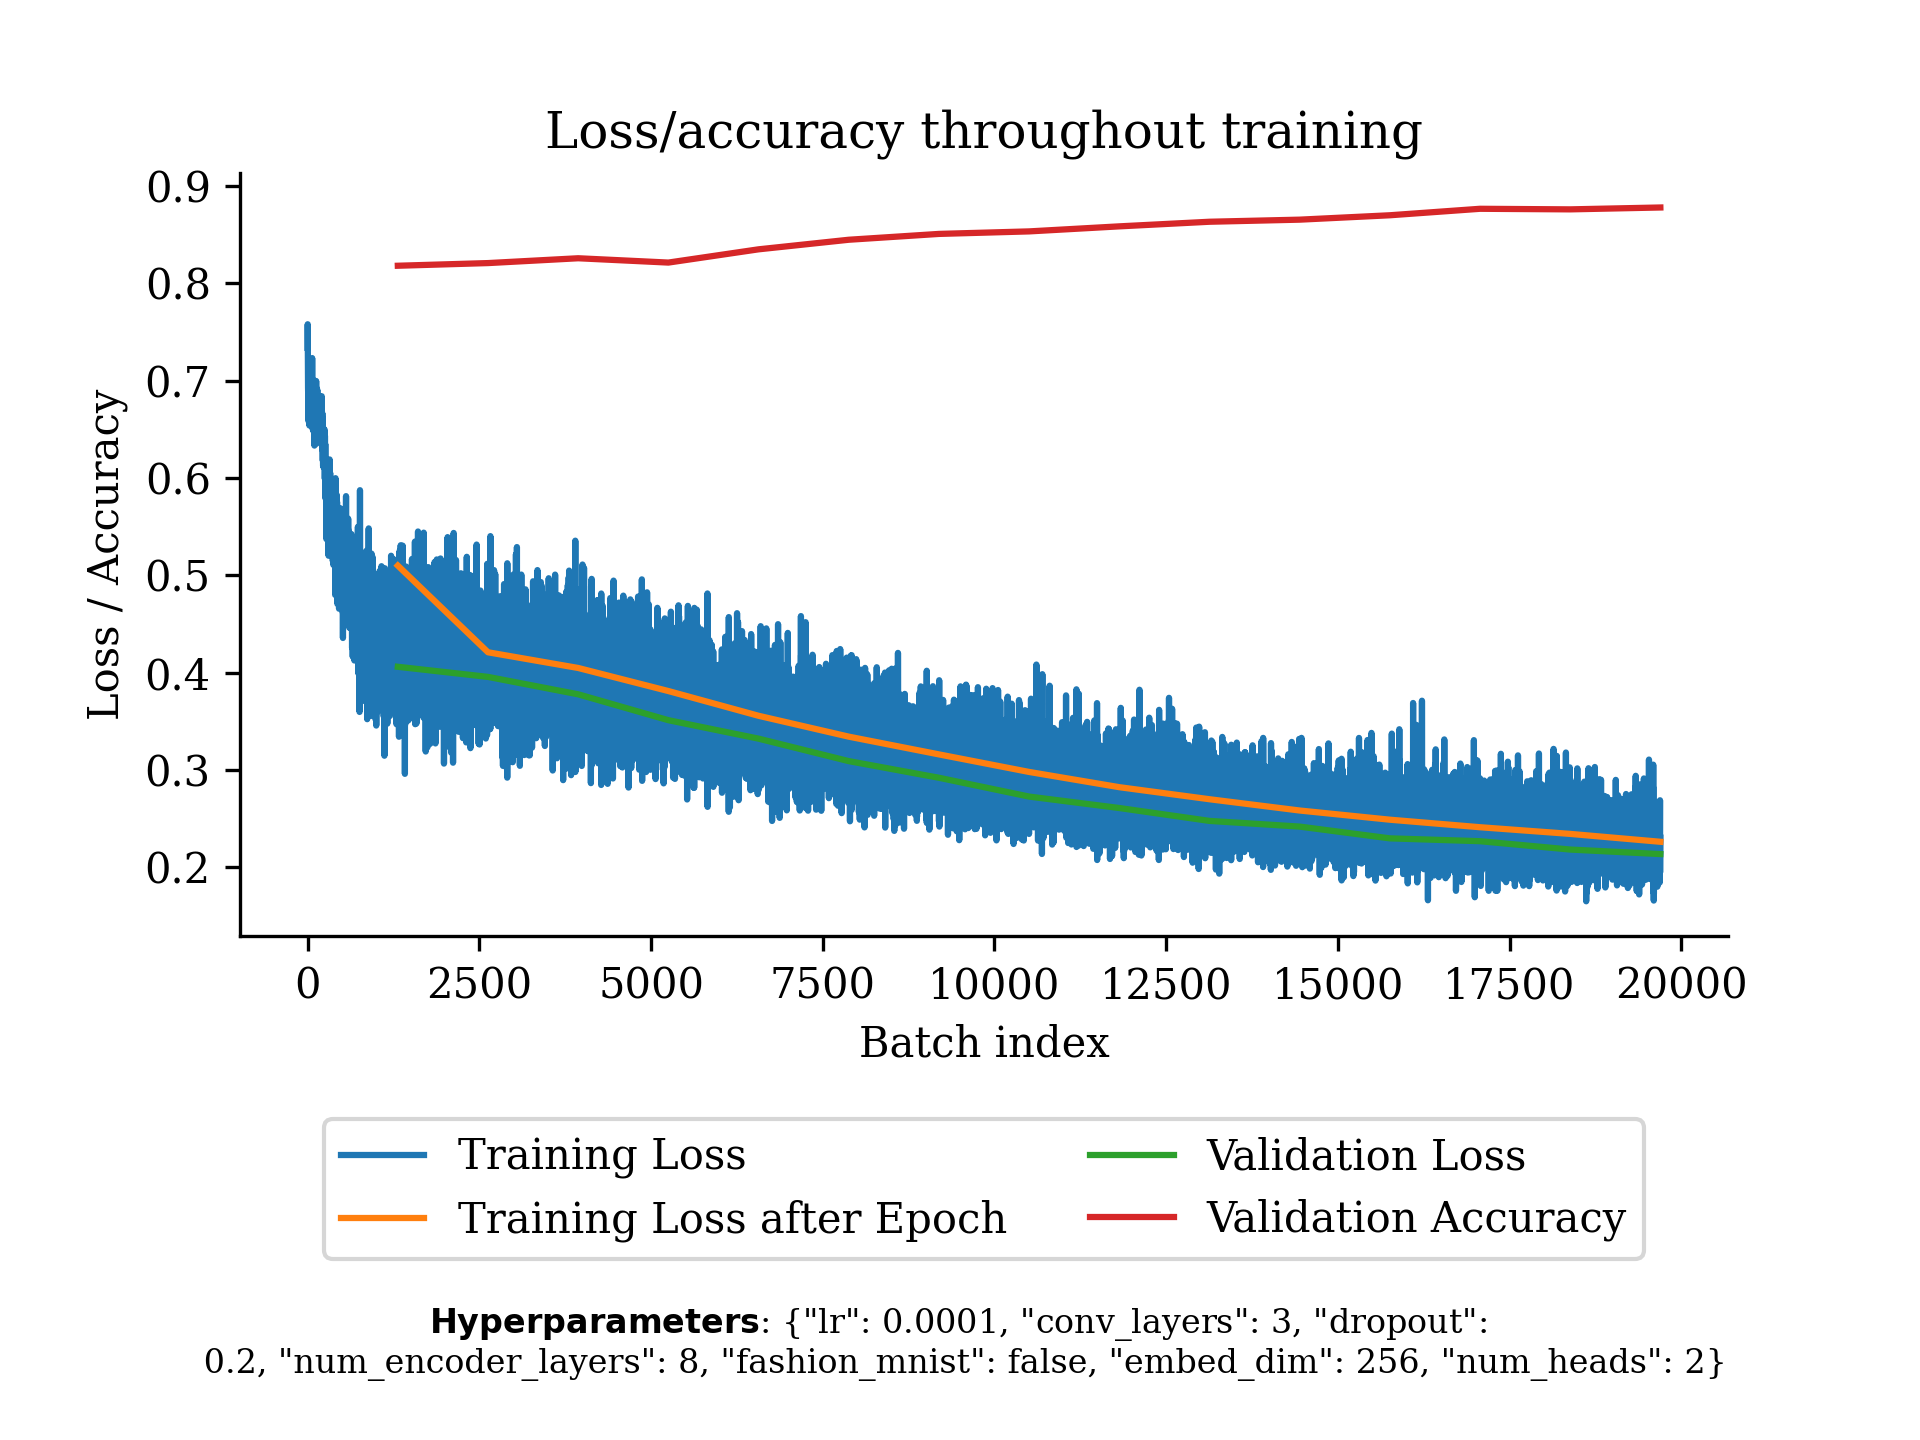 Loss/accuracy throughout training
Loss / Accuracy
0.9
0.8
0.7
0.6
0.5
0.4
0.3
0.2
0 2500 5000 7500 10000 12500 15000 17500 20000
Batch index
Training Loss
Training Loss after Epoch
Validation Loss
Validation Accuracy
Hyperparameters: {"lr": 0.0001, "conv_layers": 3, "dropout":
0.2, "num_encoder_layers": 8, "fashion_mnist": false, "embed_dim": 256, "num_heads": 2}